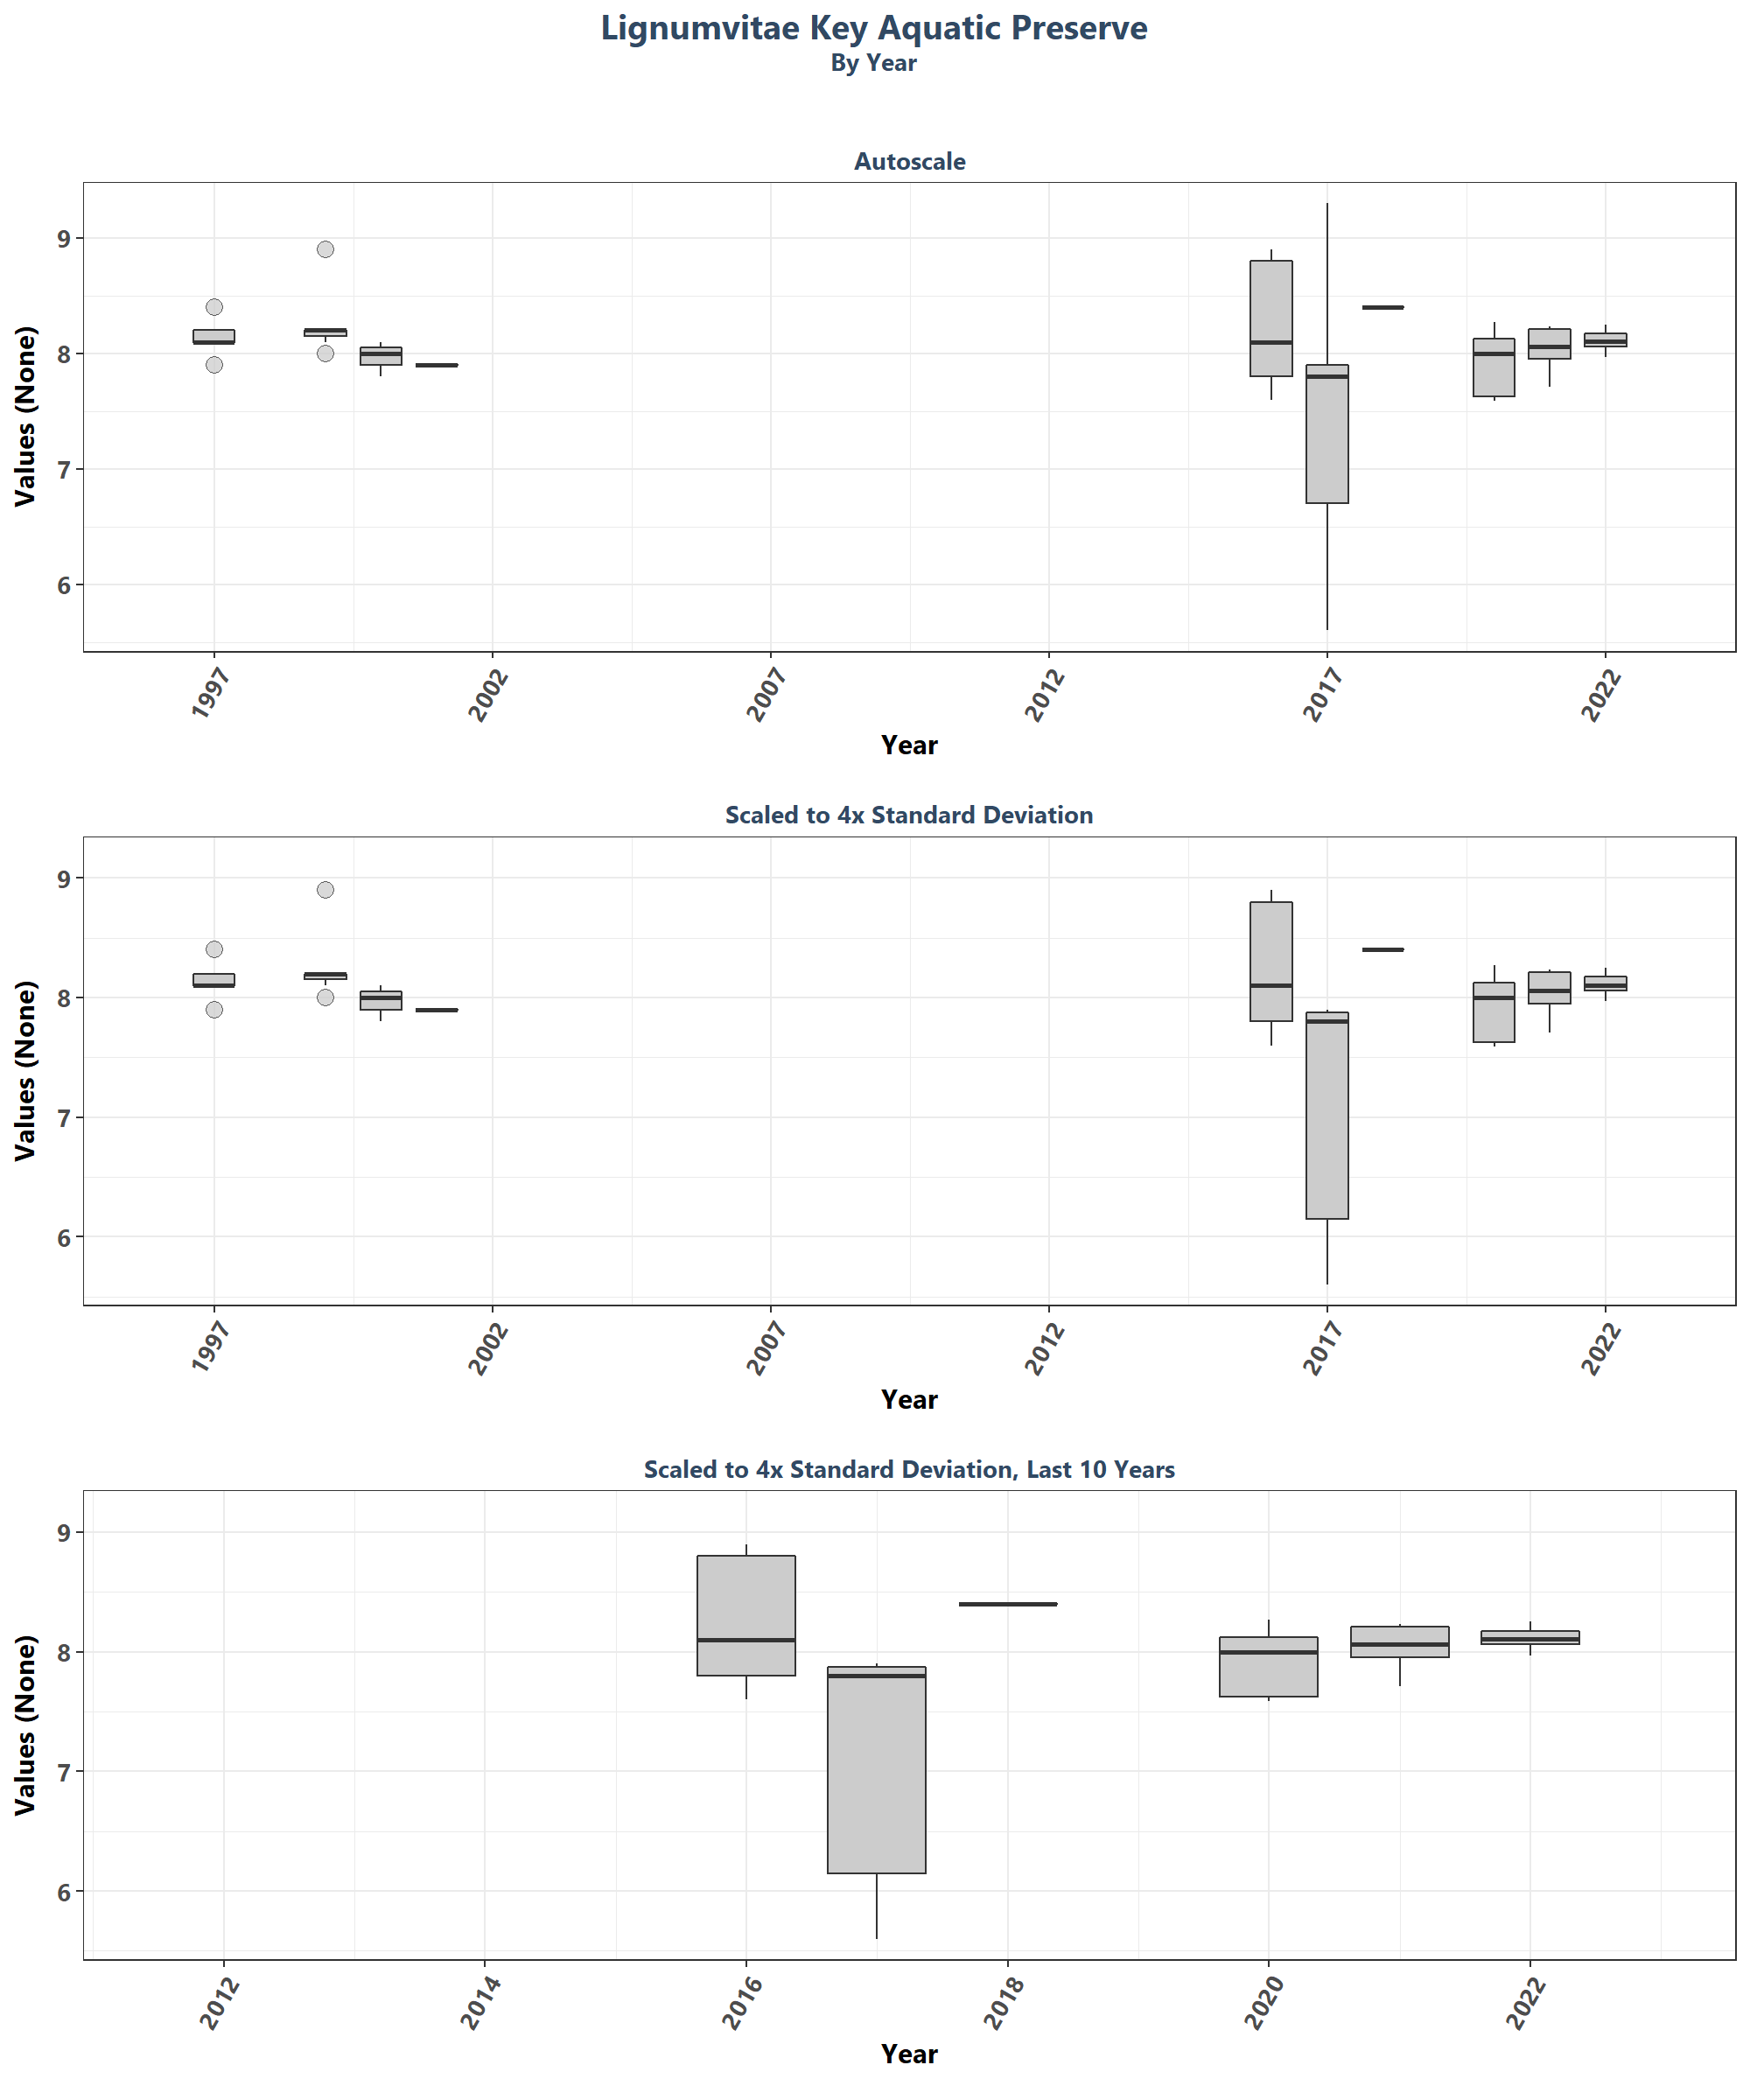 Lignumvitae Key Aquatic Preserve
By Year
Autoscale
Values (None)
9
8
7
6
1997 2002 2007 2012 2017 2022
Year
Scaled to 4x Standard Deviation
Values (None)
9
8
7
6
1997 2002 2007 2012 2017 2022
Year
Scaled to 4x Standard Deviation, Last 10 Years
Values (None)
9
8
7
6
2012 2014 2016 2018 2020 2022
Year